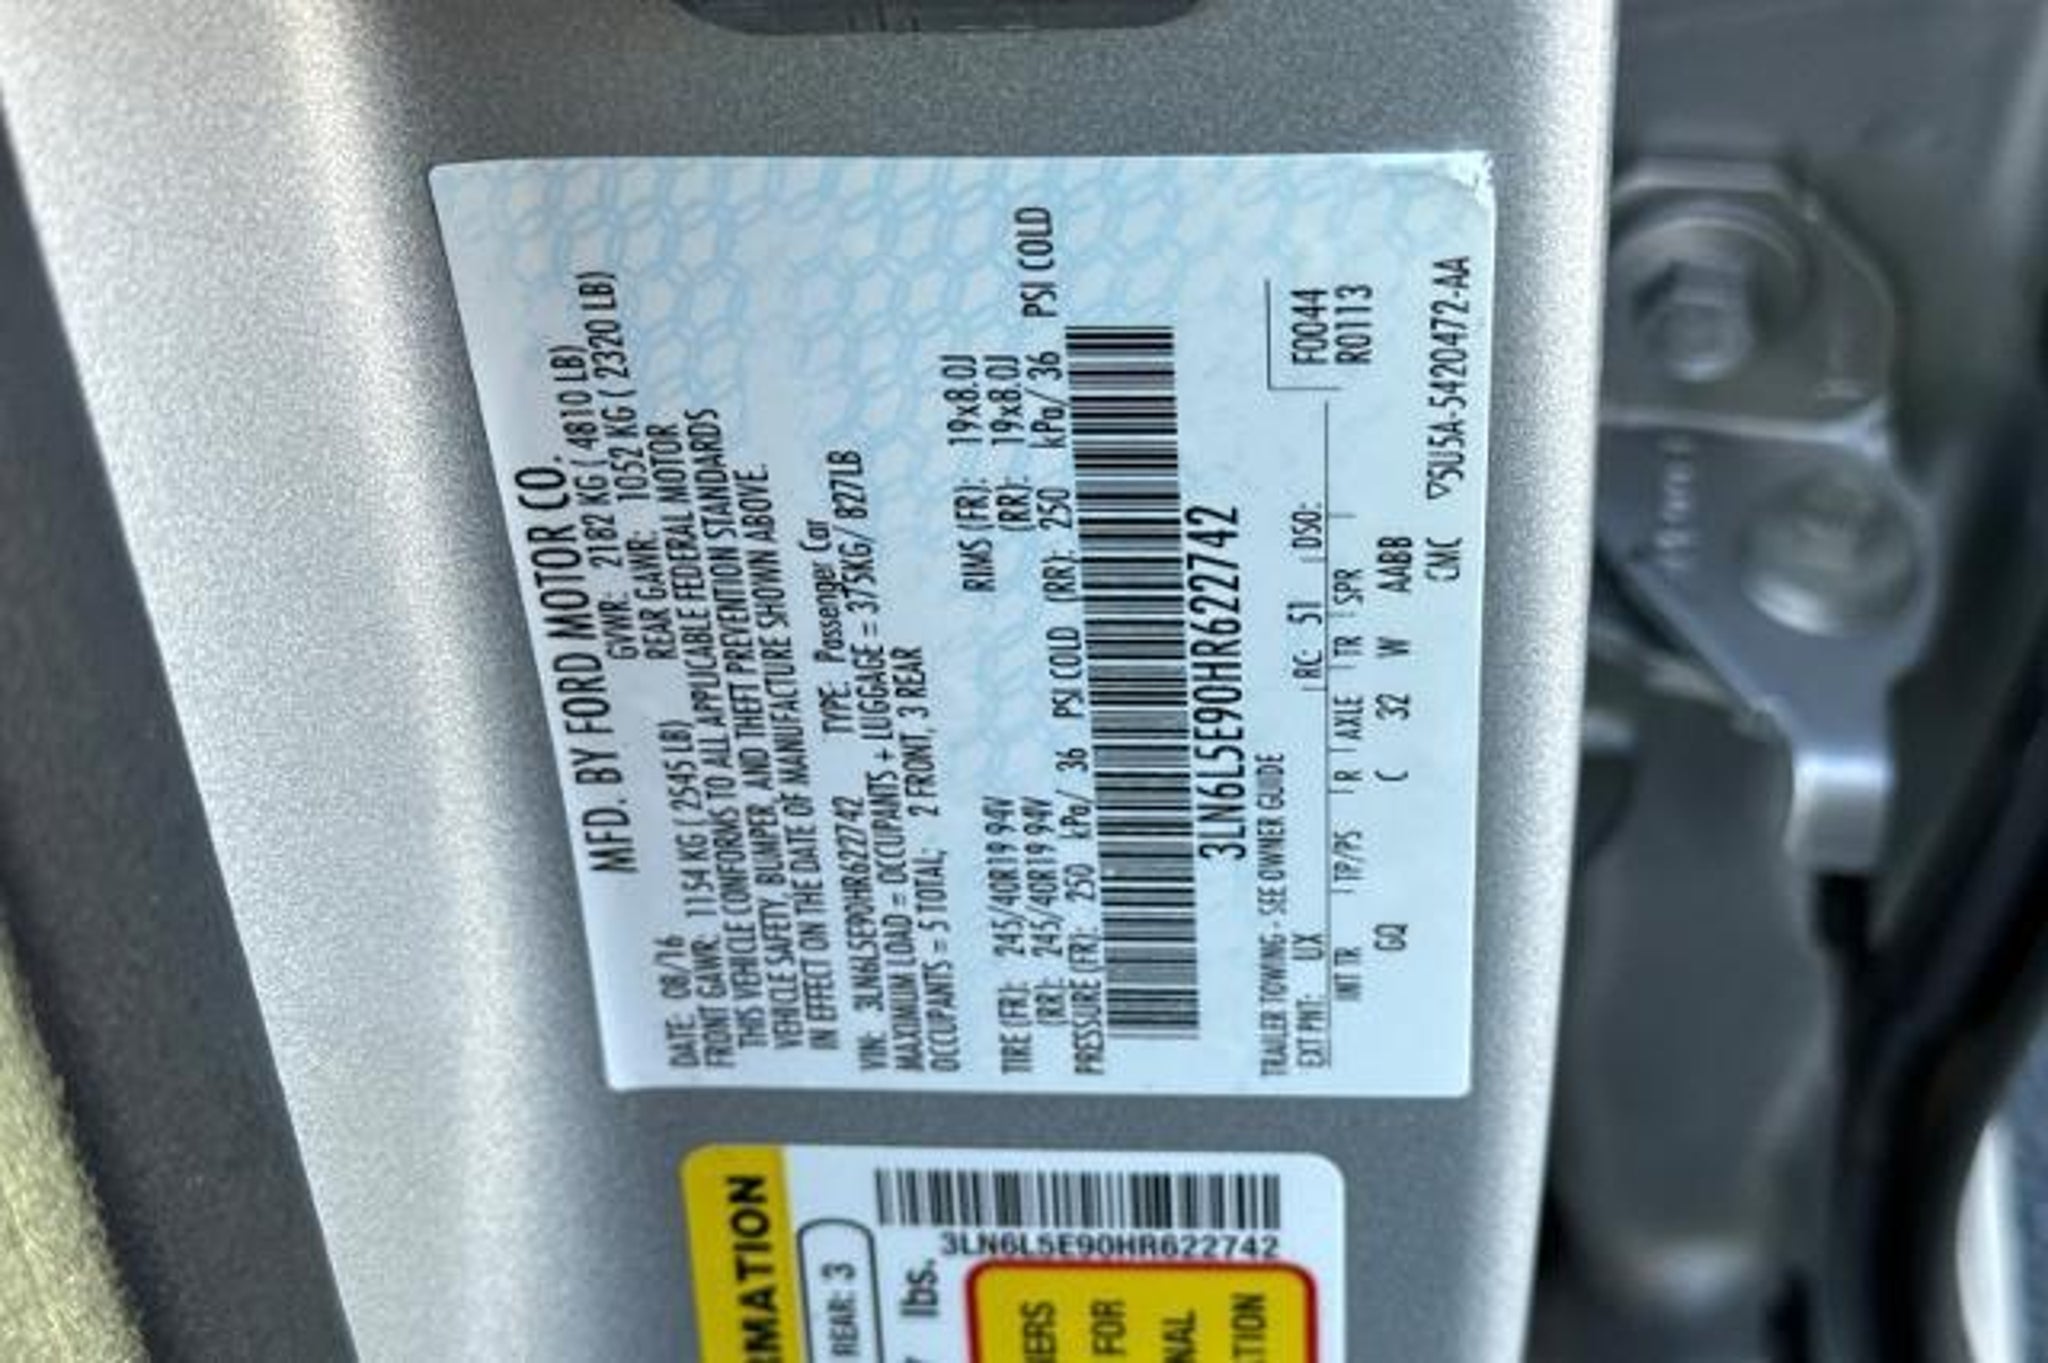 MFD. BY FORD MOTOR CO.
DATE: 08/16 GVWR: 2182 KG ( 4810 LB)
FRONT GAWR: 1154 KG ( 2545 LB) REAR GAWR: 1052 KG ( 2320 LB)
THIS VEHICLE CONFORMS TO ALL APPLICABLE FEDERAL MOTOR
VEHICLE SAFETY, BUMPER, AND THEFT PREVENTION STANDARDS
IN EFFECT ON THE DATE OF MANUFACTURE SHOWN ABOVE.
VIN: 3LN6L5E90HR622742 TYPE: Passenger Car
MAXIMUM LOAD = OCCUPANTS + LUGGAGE = 375KG/ 827LB
OCCUPANTS = 5 TOTAL; 2 FRONT, 3 REAR
TIRE (FR): 245/40R19 94V RIMS (FR): 19x8.0J
(RR): 245/40R19 94V (RR): 19x8.0J
PRESSURE (FR): 250 kPa/ 36 PSI COLD (RR): 250 kPa/ 36 PSI COLD
3LN6L5E90HR622742
TRAILER TOWING - SEE OWNER GUIDE
EXT PNT: UX RC: 51 DSO:
F0044
R0113
INT TR TP/PS R AXLE TR SPR
GQ C 32 W AABB
CMC ▽5U5A-5420472-AA
RMATION
REAR: 3
3LN6L5E90HR622742
lbs.
NERS
FOR
NAL
ATION